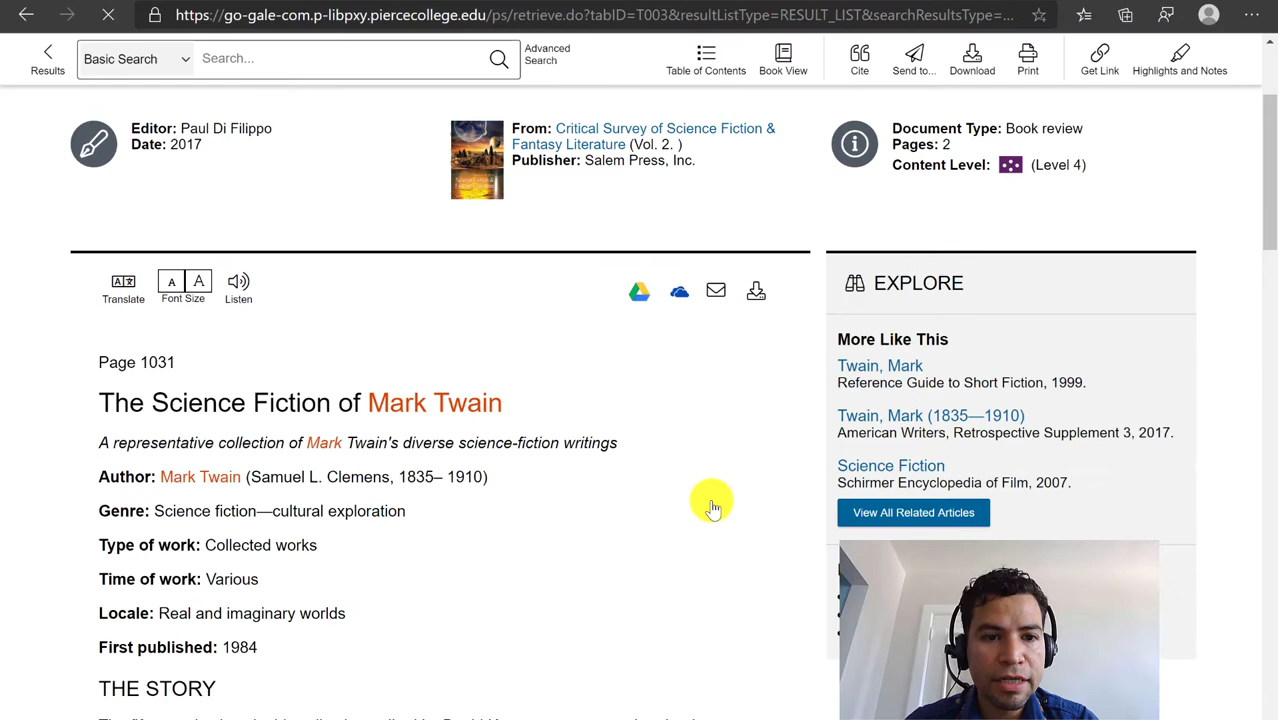 https://go-gale-com.p-libpxy.piercecollege.edu/ps/retrieve.do?tabID=T003&resultListType=RESULT_LIST&searchResultsType=...
Results
Basic Search
Search...
Advanced
Search
Table of Contents
Book View
Cite
Send to...
Download
Print
Get Link
Highlights and Notes
Editor: Paul Di Filippo
Date: 2017
From: Critical Survey of Science Fiction &
Fantasy Literature (Vol. 2. )
Publisher: Salem Press, Inc.
Document Type: Book review
Pages: 2
Content Level: (Level 4)
Translate
A A
Font Size
Listen
EXPLORE
More Like This
Twain, Mark
Reference Guide to Short Fiction, 1999.
Twain, Mark (1835—1910)
American Writers, Retrospective Supplement 3, 2017.
Science Fiction
Schirmer Encyclopedia of Film, 2007.
View All Related Articles
Page 1031
The Science Fiction of Mark Twain
A representative collection of Mark Twain's diverse science-fiction writings
Author: Mark Twain (Samuel L. Clemens, 1835– 1910)
Genre: Science fiction—cultural exploration
Type of work: Collected works
Time of work: Various
Locale: Real and imaginary worlds
First published: 1984
THE STORY